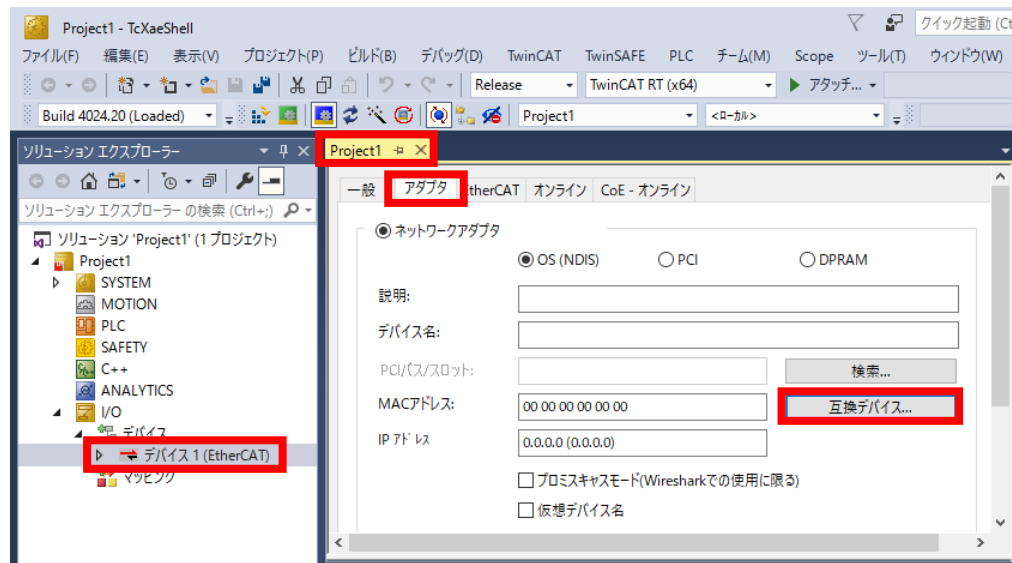 Project1 - TcXaeShell
クイック起動 (Ct
ファイル(F) 編集(E) 表示(V) プロジェクト(P) ビルド(B) デバッグ(D) TwinCAT TwinSAFE PLC チーム(M) Scope ツール(T) ウィンドウ(W)
Release TwinCAT RT (x64) アタッチ...
Build 4024.20 (Loaded) Project1 <ローカル>
ソリューション エクスプローラー
ソリューション エクスプローラー の検索 (Ctrl+;)
ソリューション 'Project1' (1 プロジェクト)
Project1
SYSTEM
MOTION
PLC
SAFETY
C++
ANALYTICS
I/O
デバイス
デバイス 1 (EtherCAT)
マッピング
Project1
一般 アダプタ EtherCAT オンライン CoE - オンライン
ネットワークアダプタ
OS (NDIS) PCI DPRAM
説明:
デバイス名:
PCIバス/スロット: 検索...
MACアドレス: 00 00 00 00 00 00 互換デバイス...
IP アドレス 0.0.0.0 (0.0.0.0)
プロミスキャスモード(Wiresharkでの使用に限る)
仮想デバイス名